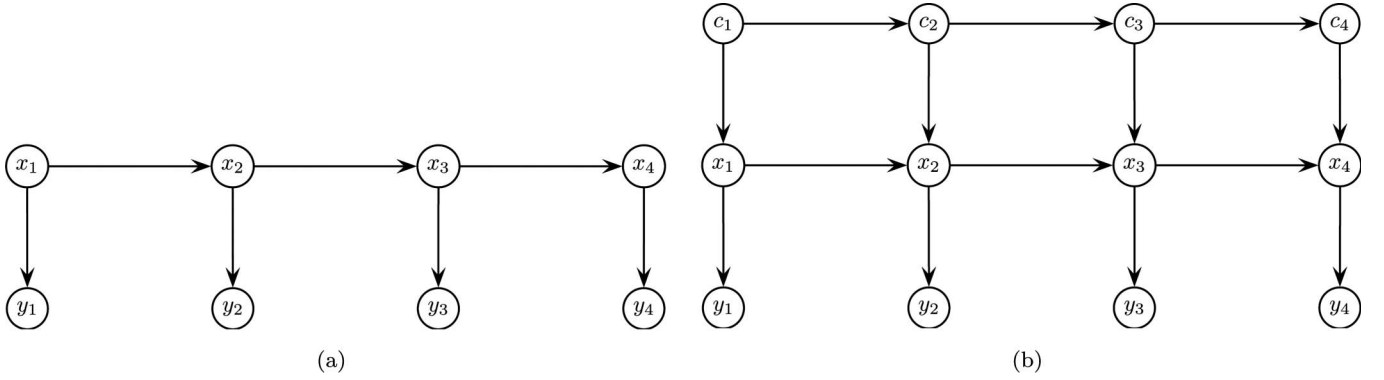 c₁ c₂ c₃ c₄
x₁ x₂ x₃ x₄ x₁ x₂ x₃ x₄
y₁ y₂ y₃ y₄ y₁ y₂ y₃ y₄
(a) (b)